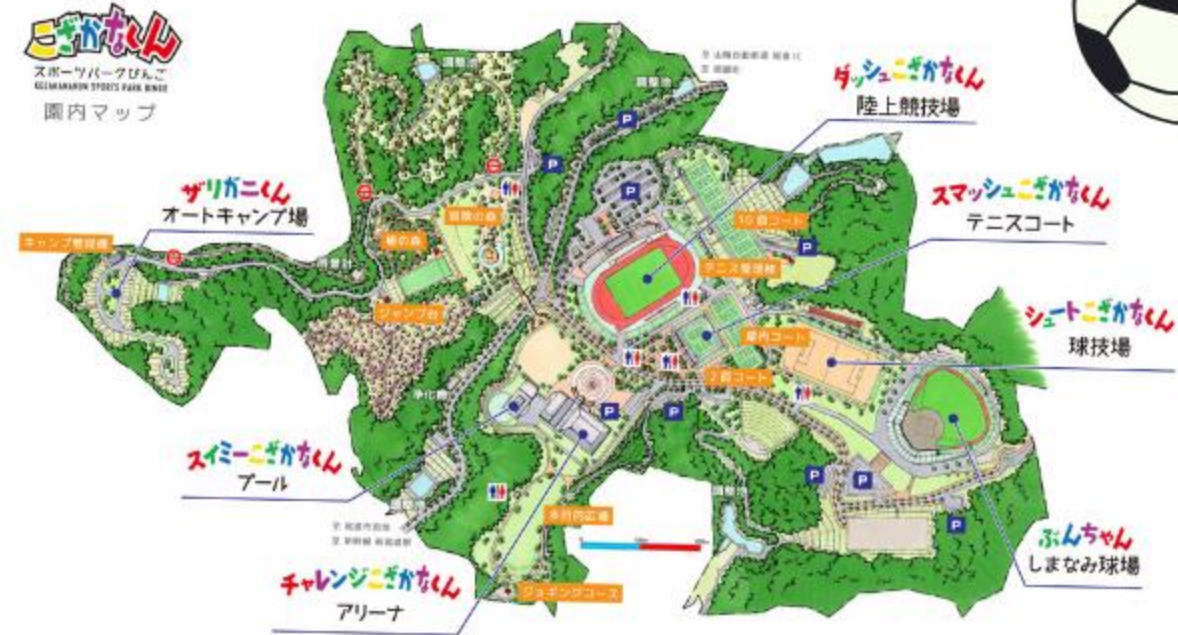 こざかなくん
スポーツパークびんご
KOZAKANAKUN SPORTS PARK BINGO
園内マップ
ダッシュこざかなくん
陸上競技場
ザリガニくん
オートキャンプ場
スマッシュこざかなくん
テニスコート
シュートこざかなくん
球技場
スイミーこざかなくん
プール
チャレンジこざかなくん
アリーナ
ぶんちゃん
しまなみ球場
調整池
調整池
キャンプ管理棟
冒険の森
ジャンプ台
10面コート
テニス管理棟
屋内コート
2面コート
浄化槽
調整池
多目的広場
ジョギングコース
P
P
P
P
P
P
P
P
P